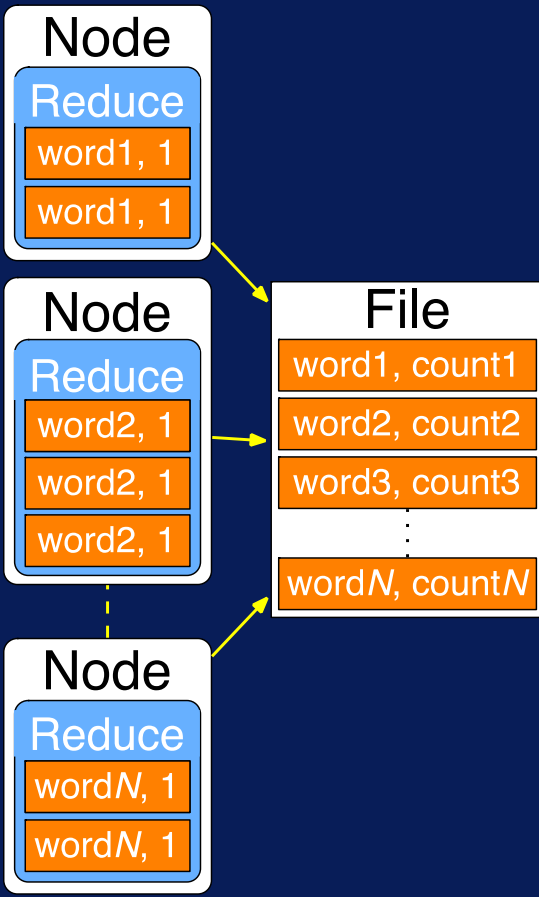 Node
Reduce
word1, 1
word1, 1
Node
Reduce
word2, 1
word2, 1
word2, 1
Node
Reduce
wordN, 1
wordN, 1
File
word1, count1
word2, count2
word3, count3
wordN, countN